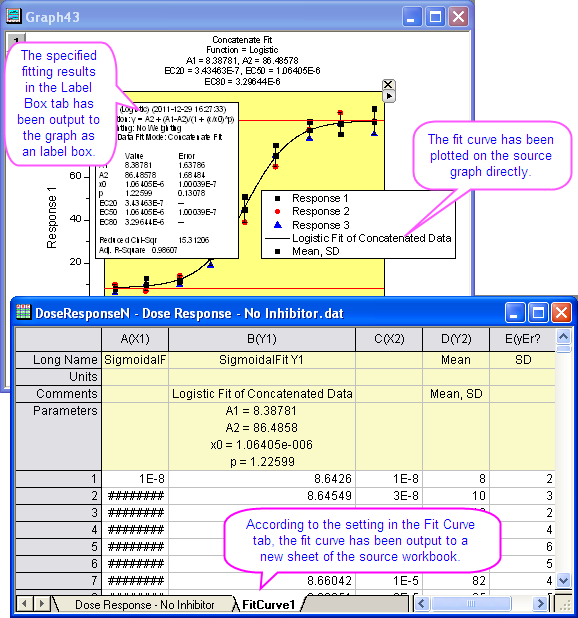 Graph43
1
Concatenate Fit
Function = Logistic
A1 = 8.38781, A2 = 86.48578
EC20 = 3.43463E-7, EC50 = 1.06405E-6
EC80 = 3.29644E-6
The specified
fitting results
in the Label
Box tab has
been output to
the graph as
an label box.
(Logistic) (2011-12-29 16:27:33)
y = A2 + (A1-A2)/(1 + (x/x0)^p)
No Weighting
Data Fit Mode: Concatenate Fit
Value Error
A1 8.38781 1.63786
A2 86.48578 1.68484
x0 1.06405E-6 1.00039E-7
p 1.22599 0.13078
EC20 3.43463E-7 ---
EC50 1.06405E-6 1.00039E-7
EC80 3.29644E-6 ---
Reduced Chi-Sqr 15.31206
Adj. R-Square 0.98607
Response 1
60
40
20
The fit curve has been
plotted on the source
graph directly.
Response 1
Response 2
Response 3
Logistic Fit of Concatenated Data
Mean, SD
DoseResponseN - Dose Response - No Inhibitor.dat
A(X1) B(Y1) C(X2) D(Y2) E(yEr?
Long Name SigmoidalF SigmoidalFit Y1 Mean SD
Units
Comments Logistic Fit of Concatenated Data Mean, SD
Parameters A1 = 8.38781
A2 = 86.4858
x0 = 1.06405e-006
p = 1.22599
1 1E-8 8.6426 1E-8 8 2
2 ######## 8.64549 3E-8 10 3
3 ######## 2
4 ######## 4
5 ######## 6
6 ######## 5
7 ######## 8.66042 1E-5 82 4
According to the setting in the Fit Curve
tab, the fit curve has been output to a
new sheet of the source workbook.
Dose Response - No Inhibitor FitCurve1